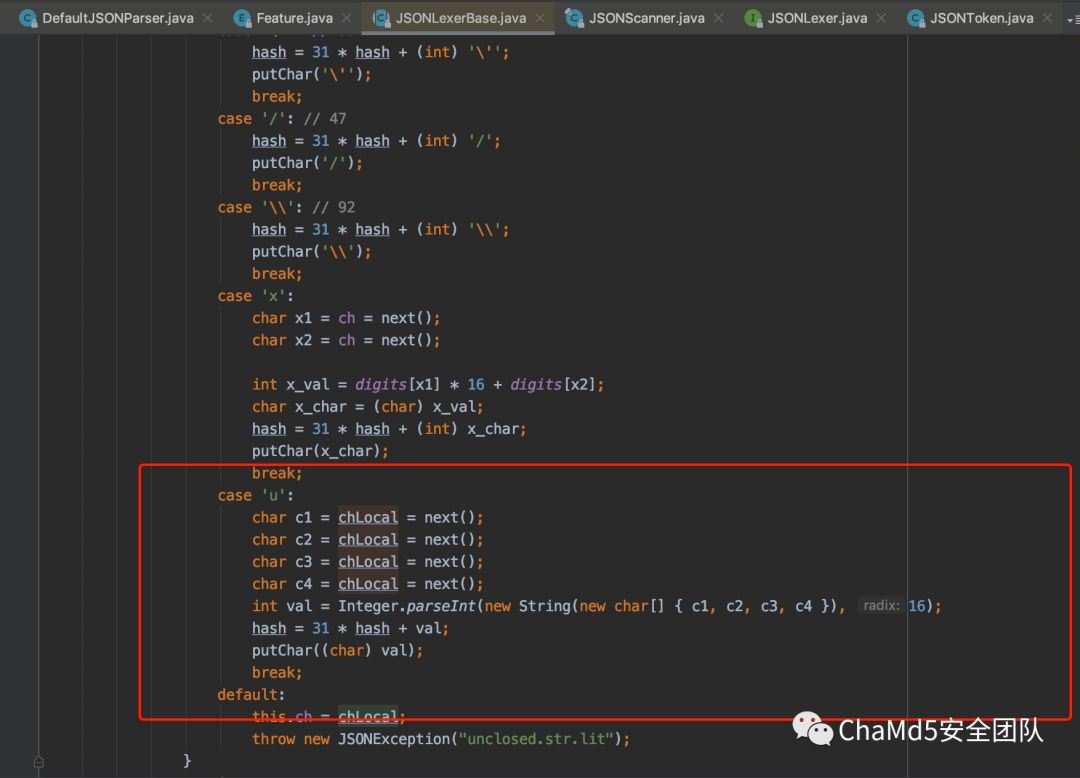 DefaultJSONParser.java Feature.java JSONLexerBase.java JSONScanner.java JSONLexer.java JSONToken.java
hash = 31 * hash + (int) '\'';
putChar('\'');
break;
case '/': // 47
hash = 31 * hash + (int) '/';
putChar('/');
break;
case '\\': // 92
hash = 31 * hash + (int) '\\';
putChar('\\');
break;
case 'x':
char x1 = ch = next();
char x2 = ch = next();
int x_val = digits[x1] * 16 + digits[x2];
char x_char = (char) x_val;
hash = 31 * hash + (int) x_char;
putChar(x_char);
break;
case 'u':
char c1 = chLocal = next();
char c2 = chLocal = next();
char c3 = chLocal = next();
char c4 = chLocal = next();
int val = Integer.parseInt(new String(new char[] { c1, c2, c3, c4 }), radix: 16);
hash = 31 * hash + val;
putChar((char) val);
break;
default:
this.ch = chLocal;
throw new JSONException("unclosed.str.lit");
}
ChaMd5安全团队